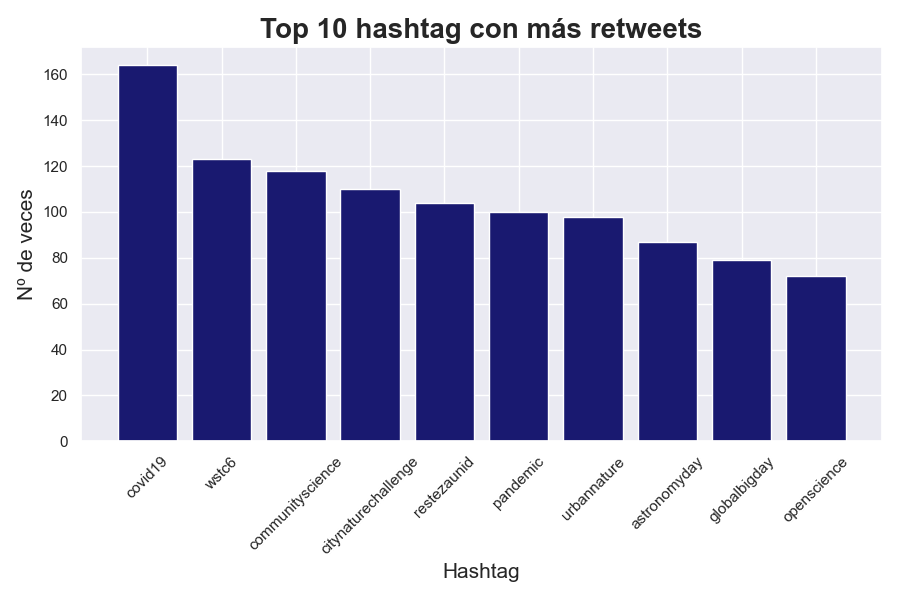 Top 10 hashtag con más retweets
Nº de veces
160
140
120
100
80
60
40
20
0
covid19
wstc6
communityscience
citynaturechallenge
restezaunid
pandemic
urbannature
astronomyday
globalbigday
openscience
Hashtag